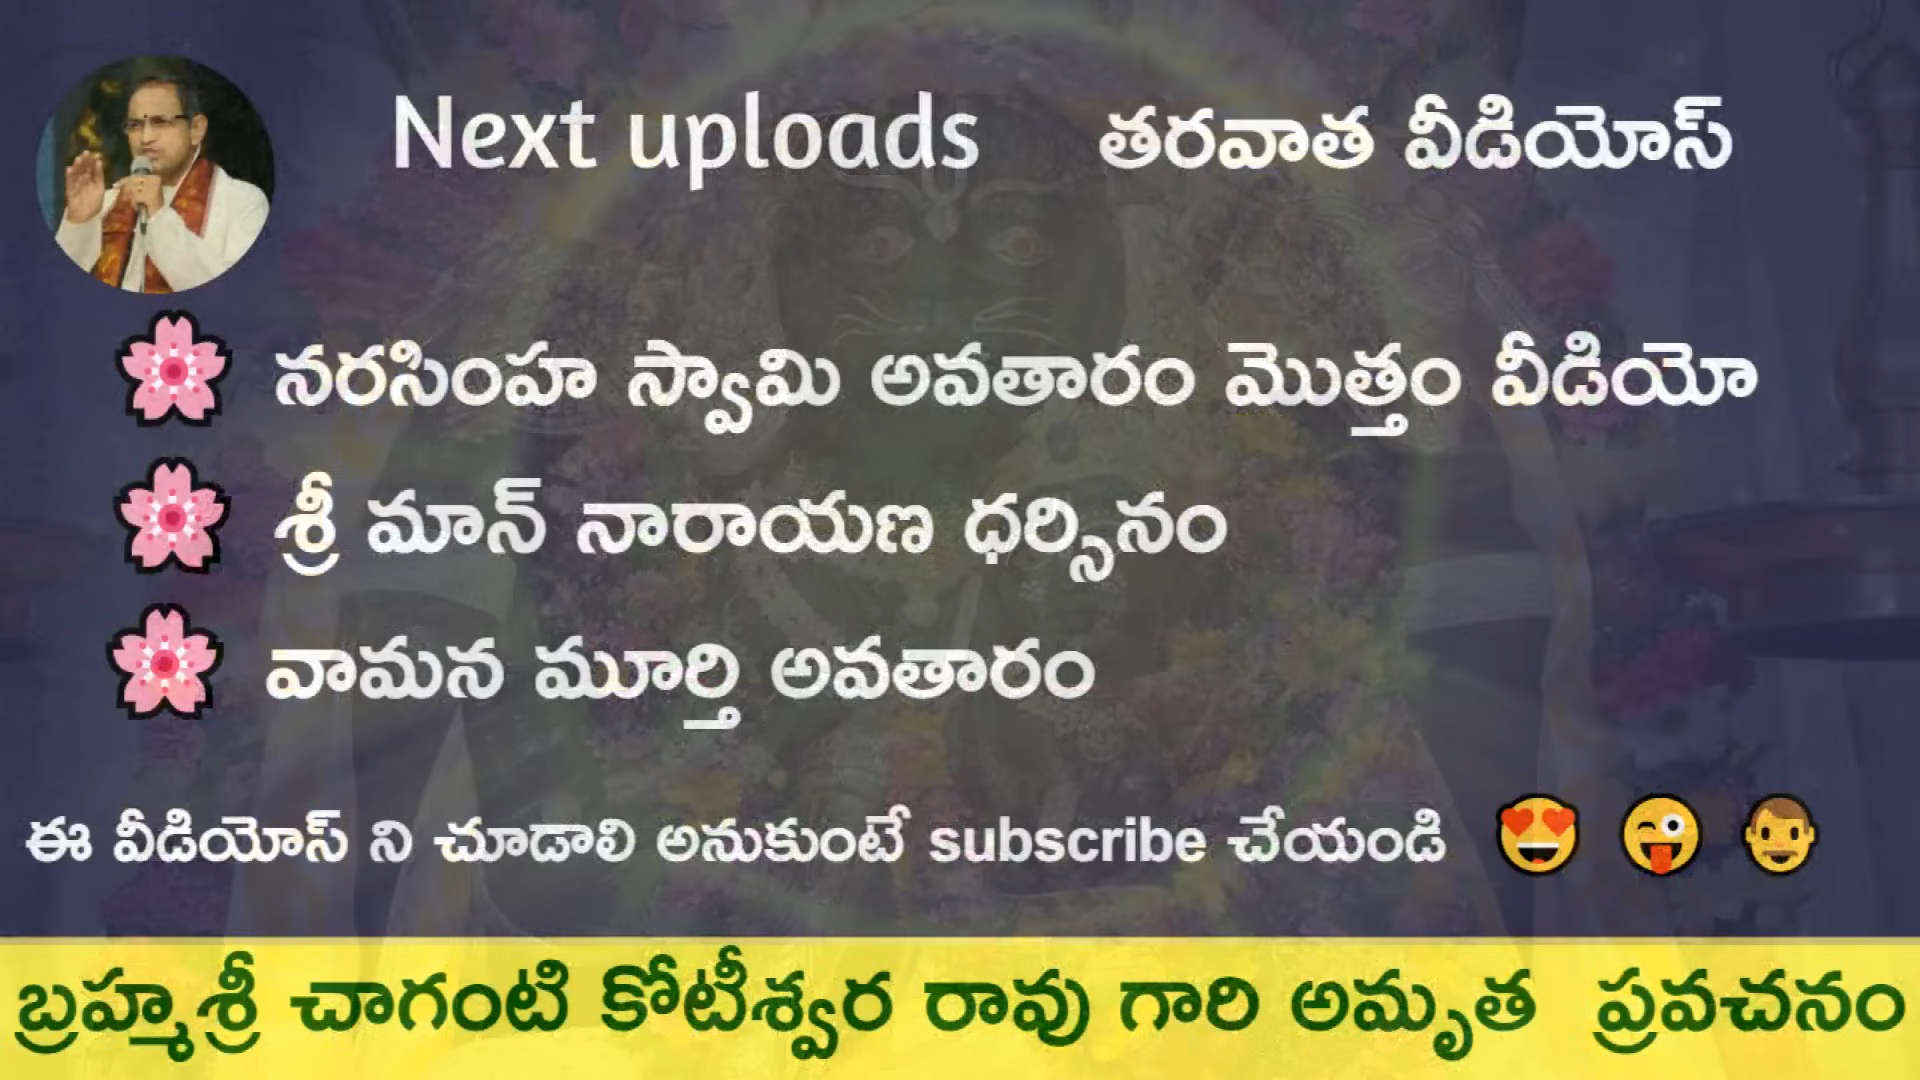 Next uploads తరవాత వీడియోస్
నరసింహ స్వామి అవతారం మొత్తం వీడియో
శ్రీ మాన్ నారాయణ ధర్సినం
వామన మూర్తి అవతారం
ఈ వీడియోస్ ని చూడాలి అనుకుంటే subscribe చేయండి
బ్రహ్మశ్రీ చాగంటి కోటీశ్వర రావు గారి అమృత ప్రవచనం